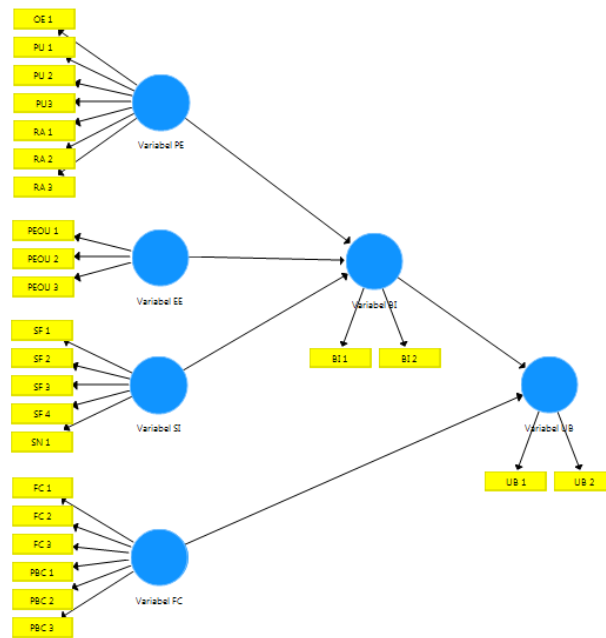 OE 1
PU 1
PU 2
PU3
RA 1
RA 2
RA 3
Variabel PE
PEOU 1
PEOU 2
PEOU 3
Variabel EE
Variabel BI
BI 1
BI 2
SF 1
SF 2
SF 3
SF 4
SN 1
Variabel SI
Variabel UB
UB 1
UB 2
FC 1
FC 2
FC 3
PBC 1
PBC 2
PBC 3
Variabel FC